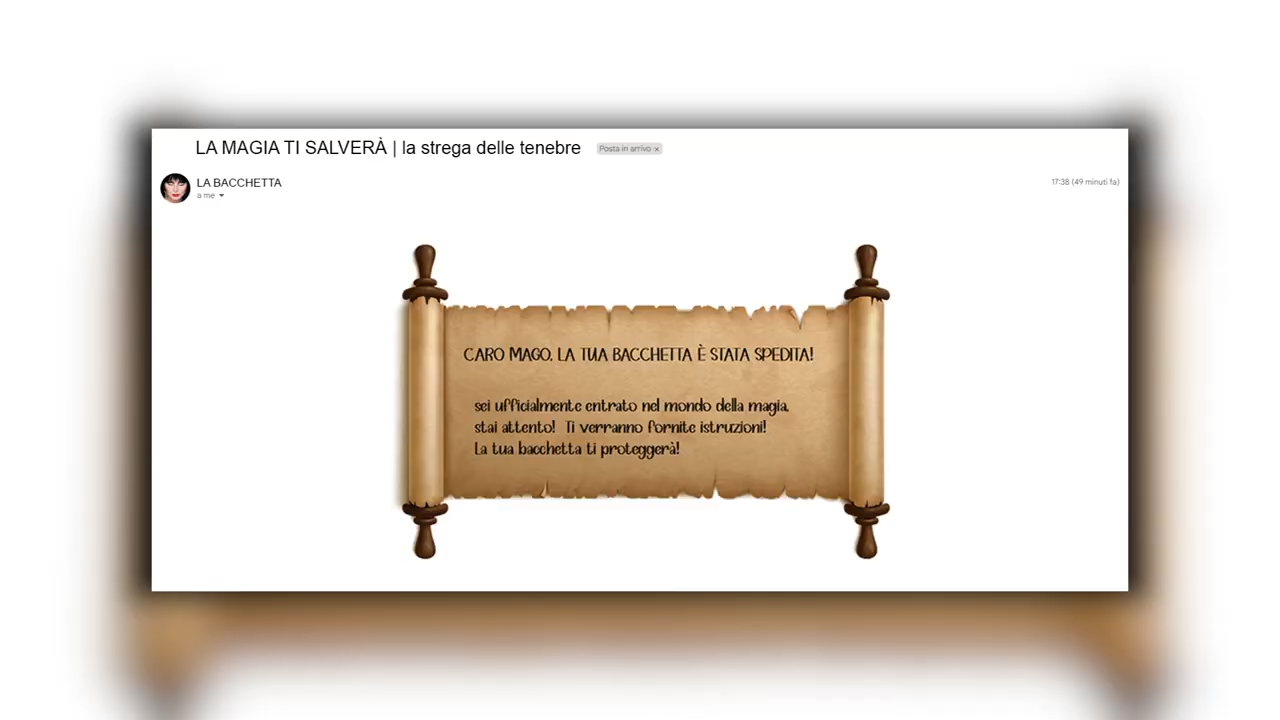 LA MAGIA TI SALVERÀ | la strega delle tenebre Posta in arrivo x
LA BACCHETTA 17:38 (49 minuti fa)
a me
CARO MAGO, LA TUA BACCHETTA È STATA SPEDITA!
sei ufficialmente entrato nel mondo della magia,
stai attento! Ti verranno fornite istruzioni!
La tua bacchetta ti proteggerà!